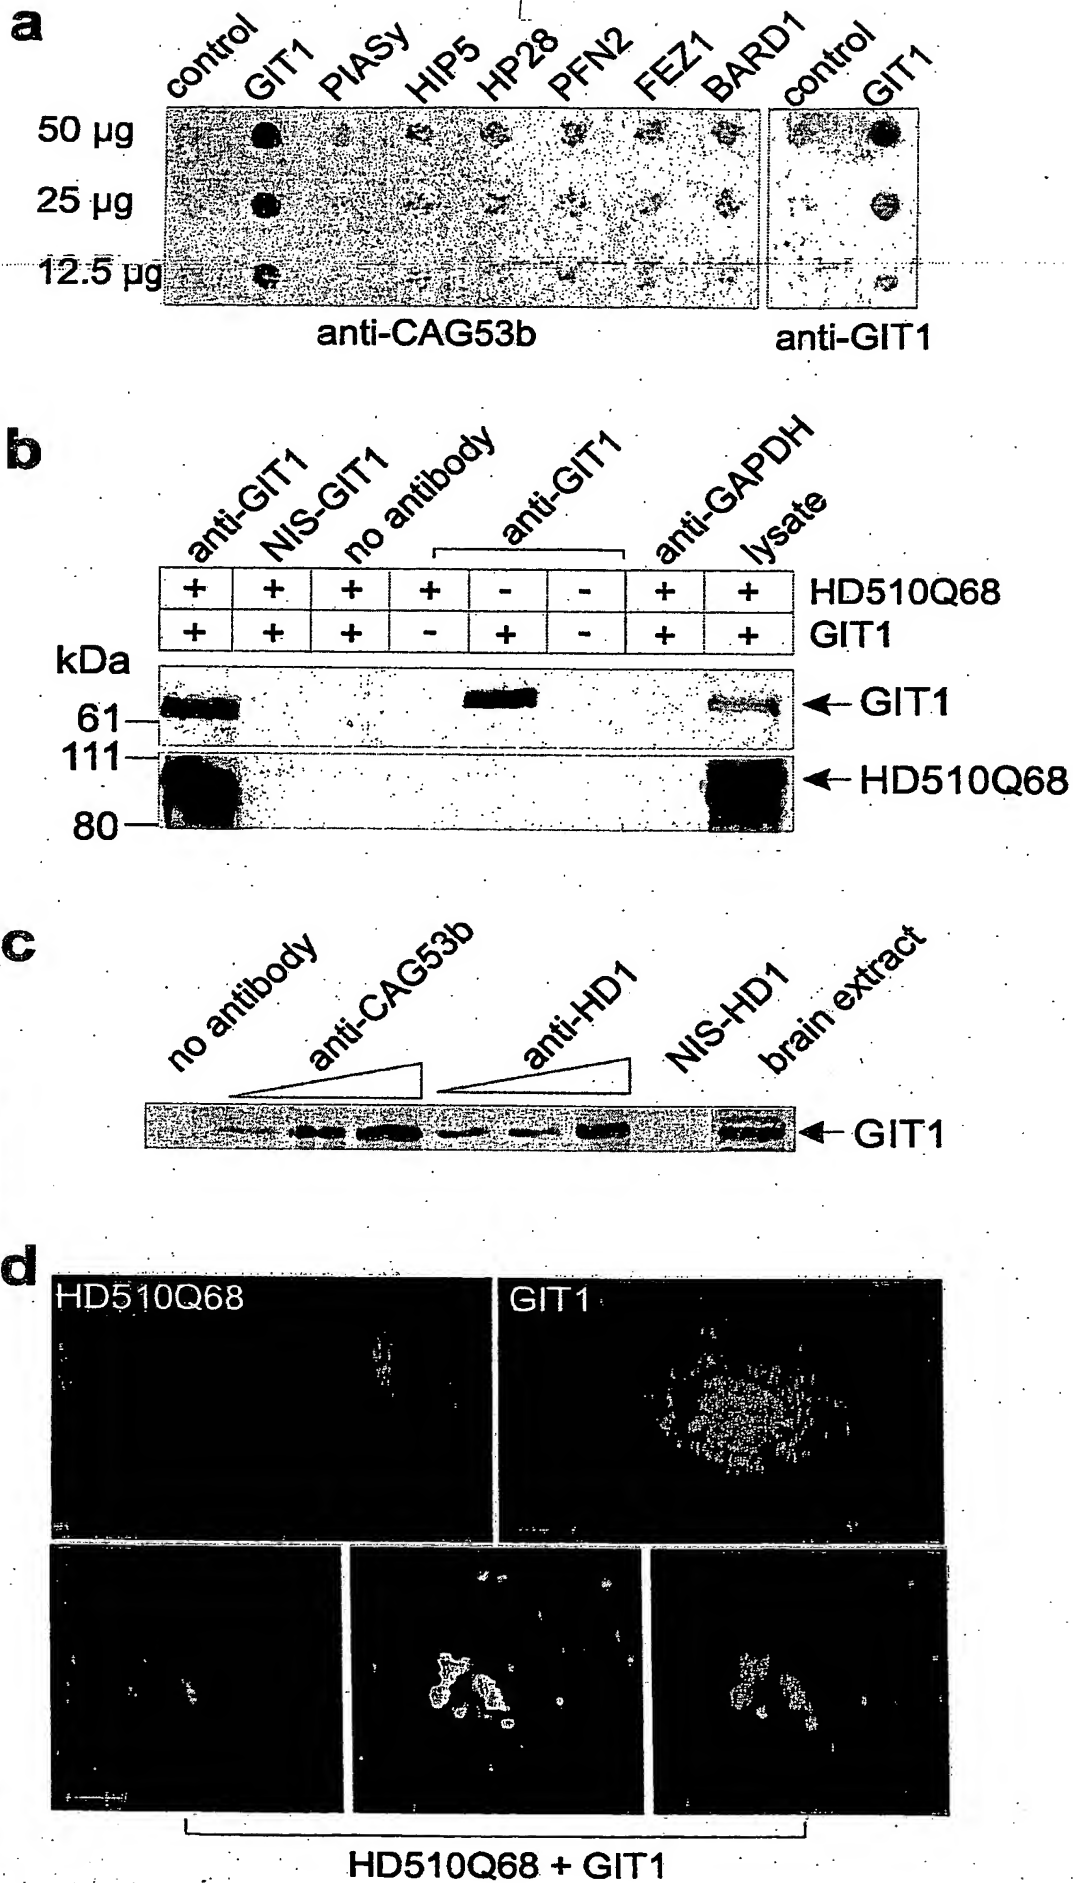 a
control GIT1 PIASy HIP5 HP28 PFN2 FEZ1 BARD1 control GIT1
50 µg
25 µg
12.5 µg
anti-CAG53b anti-GIT1
b
anti-GIT1 NIS-GIT1 no antibody anti-GIT1 anti-GAPDH lysate
+ + + + - - + + HD510Q68
+ + + - + - + + GIT1
kDa
61 GIT1
111
HD510Q68
80
c
no antibody anti-CAG53b anti-HD1 NIS-HD1 brain extract
GIT1
d
HD510Q68 GIT1
HD510Q68 + GIT1